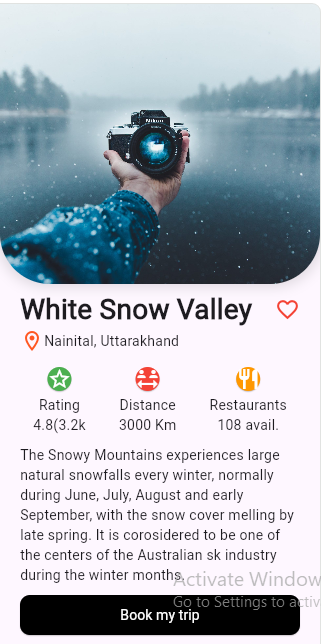 Nikon
White Snow Valley
Nainital, Uttarakhand
Rating
4.8(3.2k
Distance
3000 Km
Restaurants
108 avail.
The Snowy Mountains experiences large
natural snowfalls every winter, normally
during June, July, August and early
September, with the snow cover melling by
late spring. It is corosidered to be one of
the centers of the Australian sk industry
during the winter months.
Activate Window
Go to Settings to activ
Book my trip